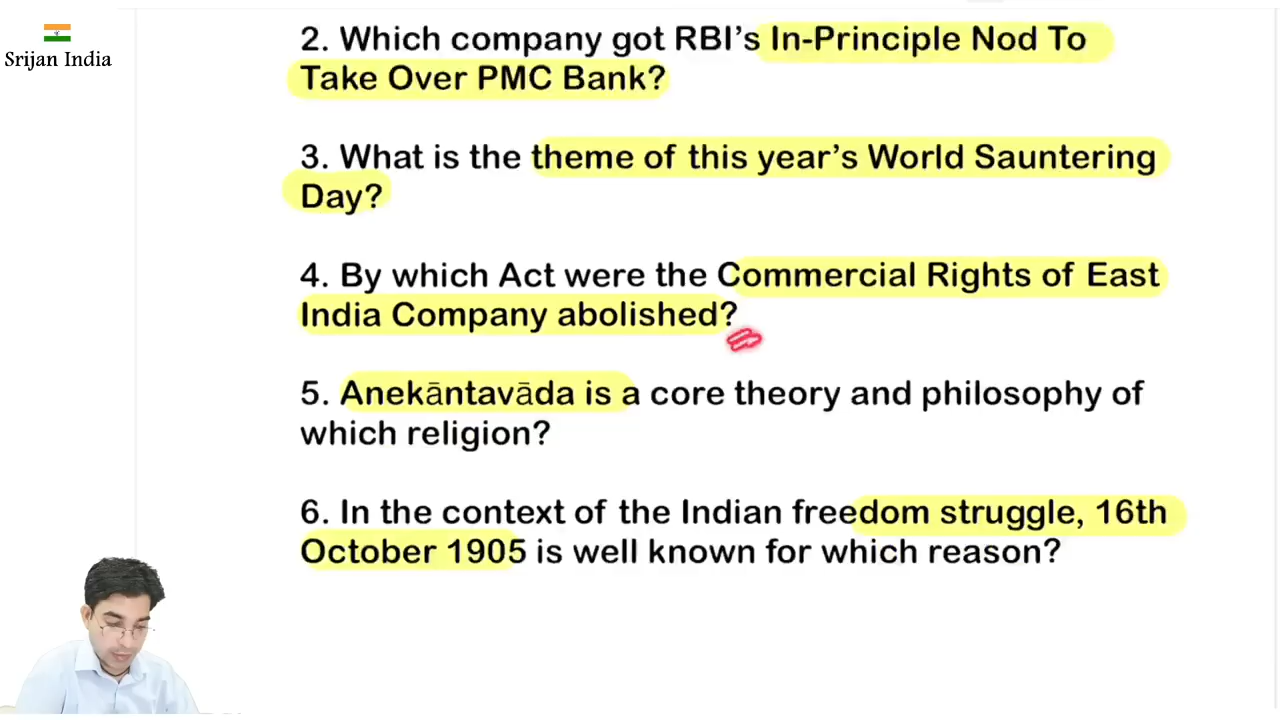 Srijan India
2. Which company got RBI's In-Principle Nod To
Take Over PMC Bank?
3. What is the theme of this year's World Sauntering
Day?
4. By which Act were the Commercial Rights of East
India Company abolished?
5. Anekāntavāda is a core theory and philosophy of
which religion?
6. In the context of the Indian freedom struggle, 16th
October 1905 is well known for which reason?